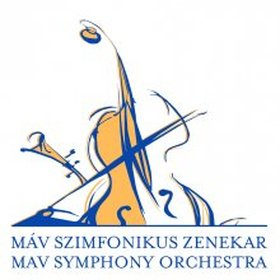 MÁV SZIMFONIKUS ZENEKAR
MAV SYMPHONY ORCHESTRA